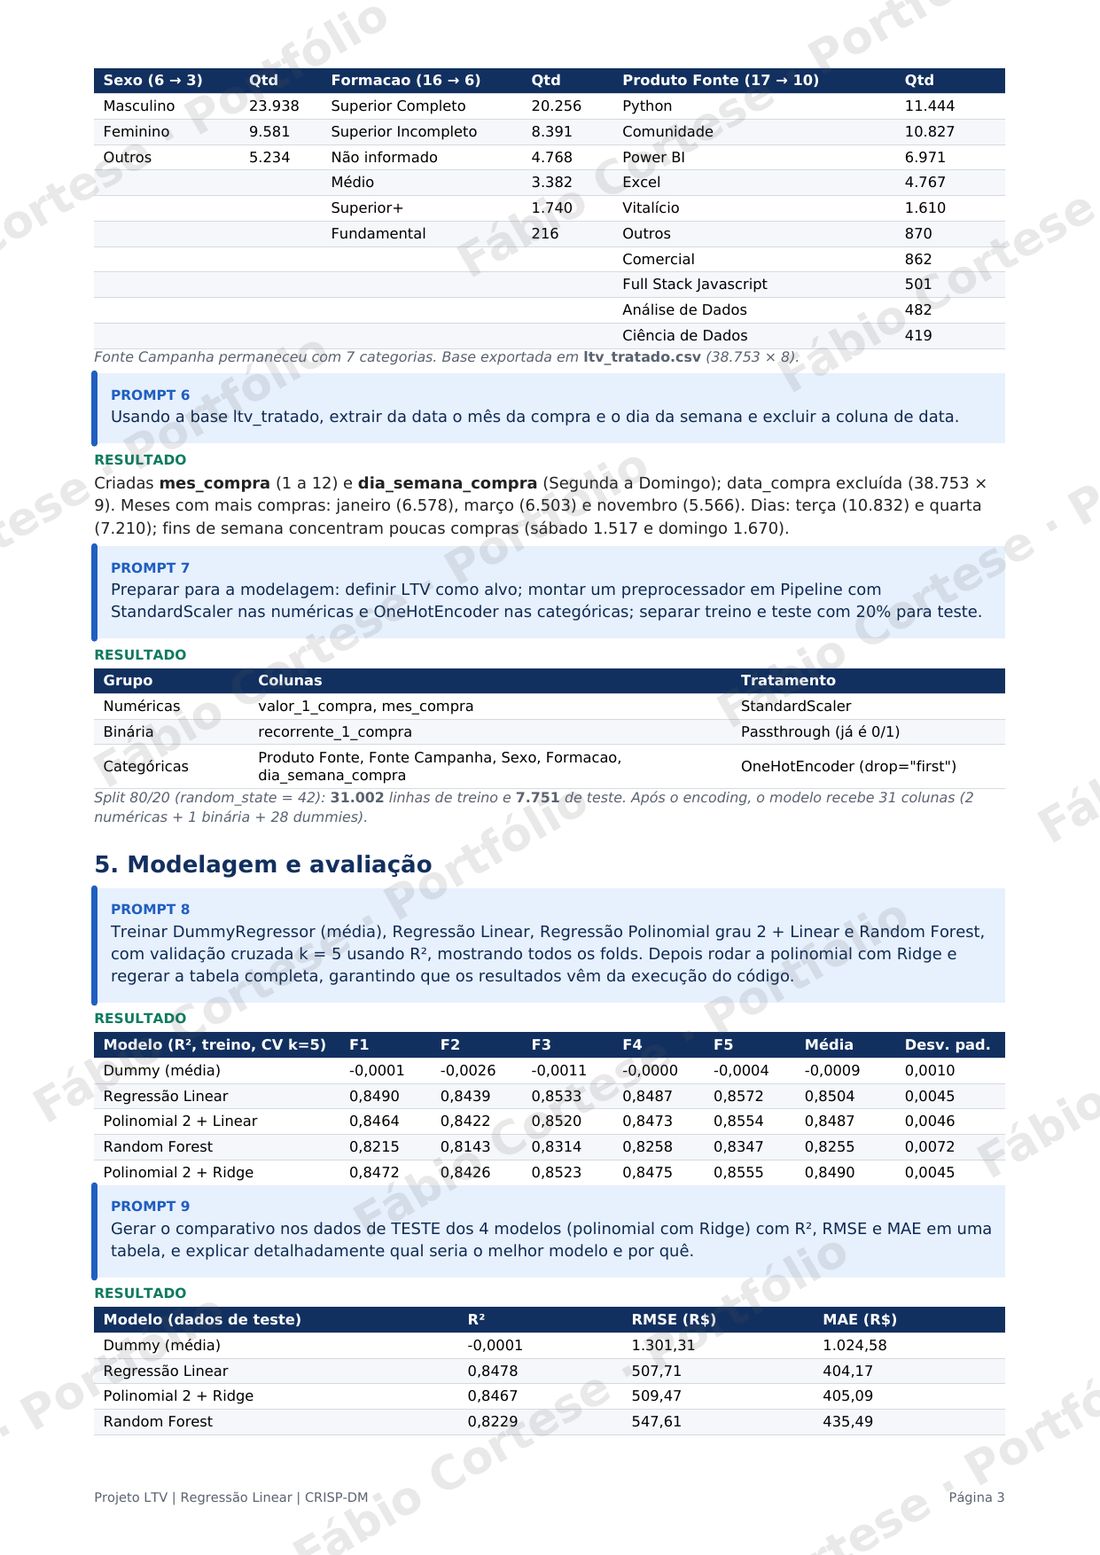 Sexo (6 → 3) Qtd Formacao (16 → 6) Qtd Produto Fonte (17 → 10) Qtd
Masculino 23.938 Superior Completo 20.256 Python 11.444
Feminino 9.581 Superior Incompleto 8.391 Comunidade 10.827
Outros 5.234 Não informado 4.768 Power BI 6.971
Médio 3.382 Excel 4.767
Superior+ 1.740 Vitalício 1.610
Fundamental 216 Outros 870
Comercial 862
Full Stack Javascript 501
Análise de Dados 482
Ciência de Dados 419
Fonte Campanha permaneceu com 7 categorias. Base exportada em ltv_tratado.csv (38.753 × 8).
PROMPT 6
Usando a base ltv_tratado, extrair da data o mês da compra e o dia da semana e excluir a coluna de data.
RESULTADO
Criadas mes_compra (1 a 12) e dia_semana_compra (Segunda a Domingo); data_compra excluída (38.753 ×
9). Meses com mais compras: janeiro (6.578), março (6.503) e novembro (5.566). Dias: terça (10.832) e quarta
(7.210); fins de semana concentram poucas compras (sábado 1.517 e domingo 1.670).
PROMPT 7
Preparar para a modelagem: definir LTV como alvo; montar um preprocessador em Pipeline com
StandardScaler nas numéricas e OneHotEncoder nas categóricas; separar treino e teste com 20% para teste.
RESULTADO
Grupo Colunas Tratamento
Numéricas valor_1_compra, mes_compra StandardScaler
Binária recorrente_1_compra Passthrough (já é 0/1)
Categóricas Produto Fonte, Fonte Campanha, Sexo, Formacao, dia_semana_compra OneHotEncoder (drop="first")
Split 80/20 (random_state = 42): 31.002 linhas de treino e 7.751 de teste. Após o encoding, o modelo recebe 31 colunas (2
numéricas + 1 binária + 28 dummies).
5. Modelagem e avaliação
PROMPT 8
Treinar DummyRegressor (média), Regressão Linear, Regressão Polinomial grau 2 + Linear e Random Forest,
com validação cruzada k = 5 usando R², mostrando todos os folds. Depois rodar a polinomial com Ridge e
regerar a tabela completa, garantindo que os resultados vêm da execução do código.
RESULTADO
Modelo (R², treino, CV k=5) F1 F2 F3 F4 F5 Média Desv. pad.
Dummy (média) -0,0001 -0,0026 -0,0011 -0,0000 -0,0004 -0,0009 0,0010
Regressão Linear 0,8490 0,8439 0,8533 0,8487 0,8572 0,8504 0,0045
Polinomial 2 + Linear 0,8464 0,8422 0,8520 0,8473 0,8554 0,8487 0,0046
Random Forest 0,8215 0,8143 0,8314 0,8258 0,8347 0,8255 0,0072
Polinomial 2 + Ridge 0,8472 0,8426 0,8523 0,8475 0,8555 0,8490 0,0045
PROMPT 9
Gerar o comparativo nos dados de TESTE dos 4 modelos (polinomial com Ridge) com R², RMSE e MAE em uma
tabela, e explicar detalhadamente qual seria o melhor modelo e por quê.
RESULTADO
Modelo (dados de teste) R² RMSE (R$) MAE (R$)
Dummy (média) -0,0001 1.301,31 1.024,58
Regressão Linear 0,8478 507,71 404,17
Polinomial 2 + Ridge 0,8467 509,47 405,09
Random Forest 0,8229 547,61 435,49
Projeto LTV | Regressão Linear | CRISP-DM Página 3
Fábio Cortese · Portfólio